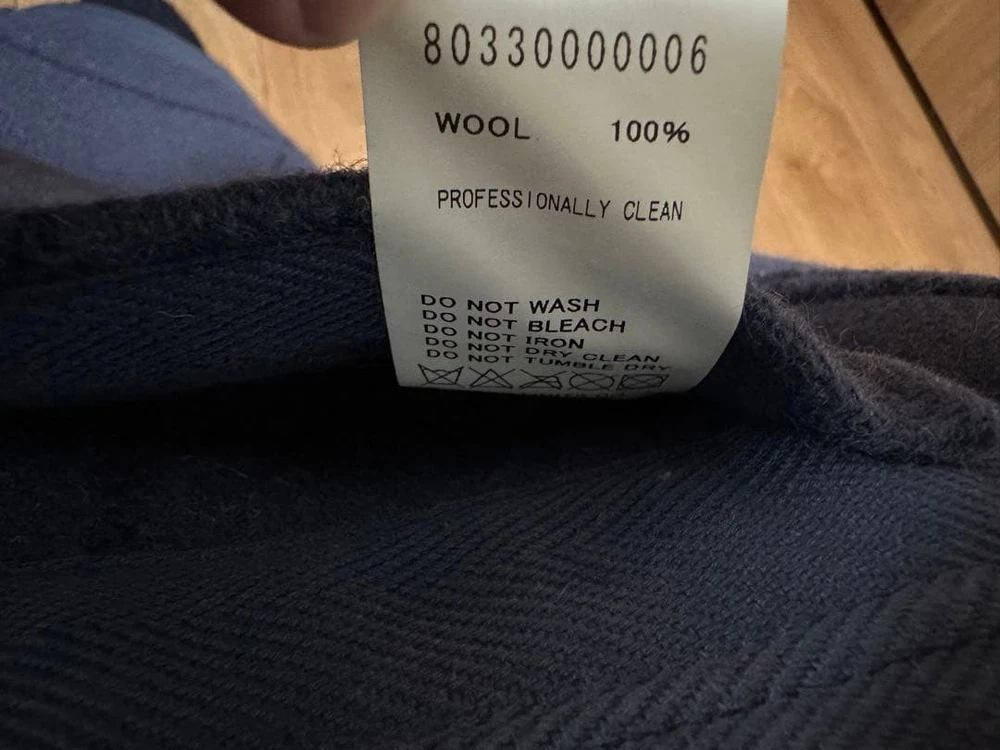 80330000006
WOOL 100%
PROFESSIONALLY CLEAN
DO NOT WASH
DO NOT BLEACH
DO NOT IRON
DO NOT DRY CLEAN
DO NOT TUMBLE DRY